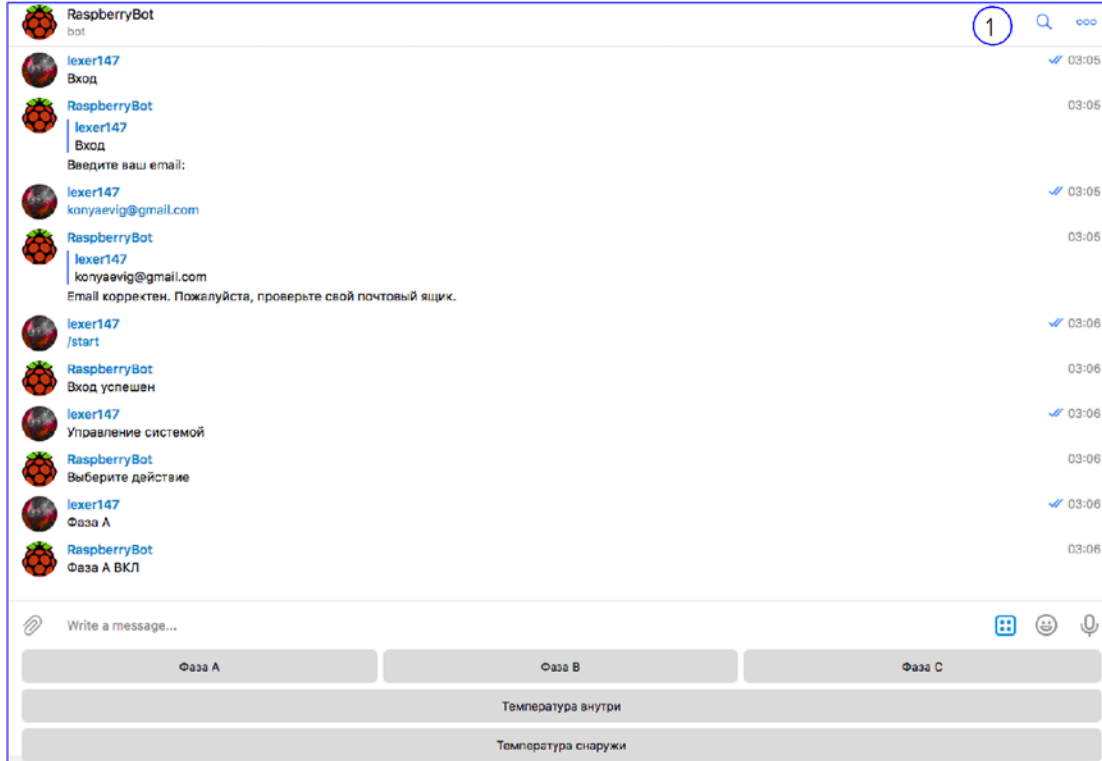 RaspberryBot
bot
1
lexer147
03:05
Вход
RaspberryBot
03:05
lexer147
Вход
Введите ваш email:
lexer147
03:05
konyaevig@gmail.com
RaspberryBot
03:05
lexer147
konyaevig@gmail.com
Email корректен. Пожалуйста, проверьте свой почтовый ящик.
lexer147
03:06
/start
RaspberryBot
03:06
Вход успешен
lexer147
03:06
Управление системой
RaspberryBot
03:06
Выберите действие
lexer147
03:06
Фаза А
RaspberryBot
03:06
Фаза А ВКЛ
Write a message...
Фаза А
Фаза В
Фаза С
Температура внутри
Температура снаружи